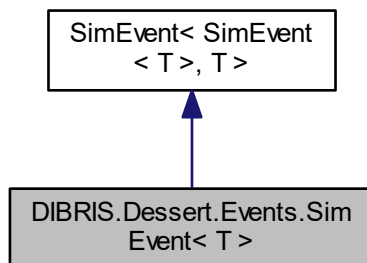 SimEvent< SimEvent
< T >, T >
DIBRIS.Dessert.Events.Sim
Event< T >